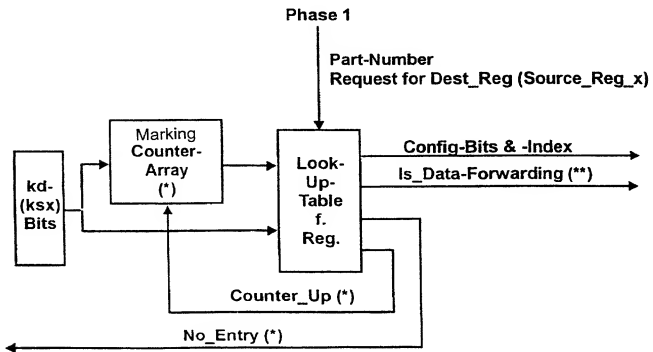 Phase 1
Part-Number
Request for Dest_Reg (Source_Reg_x)
Marking
Counter-
Array
(*)
kd-
(ksx)
Bits
Look-
Up-
Table
f.
Reg.
Config-Bits & -Index
Is_Data-Forwarding (**)
Counter_Up (*)
No_Entry (*)